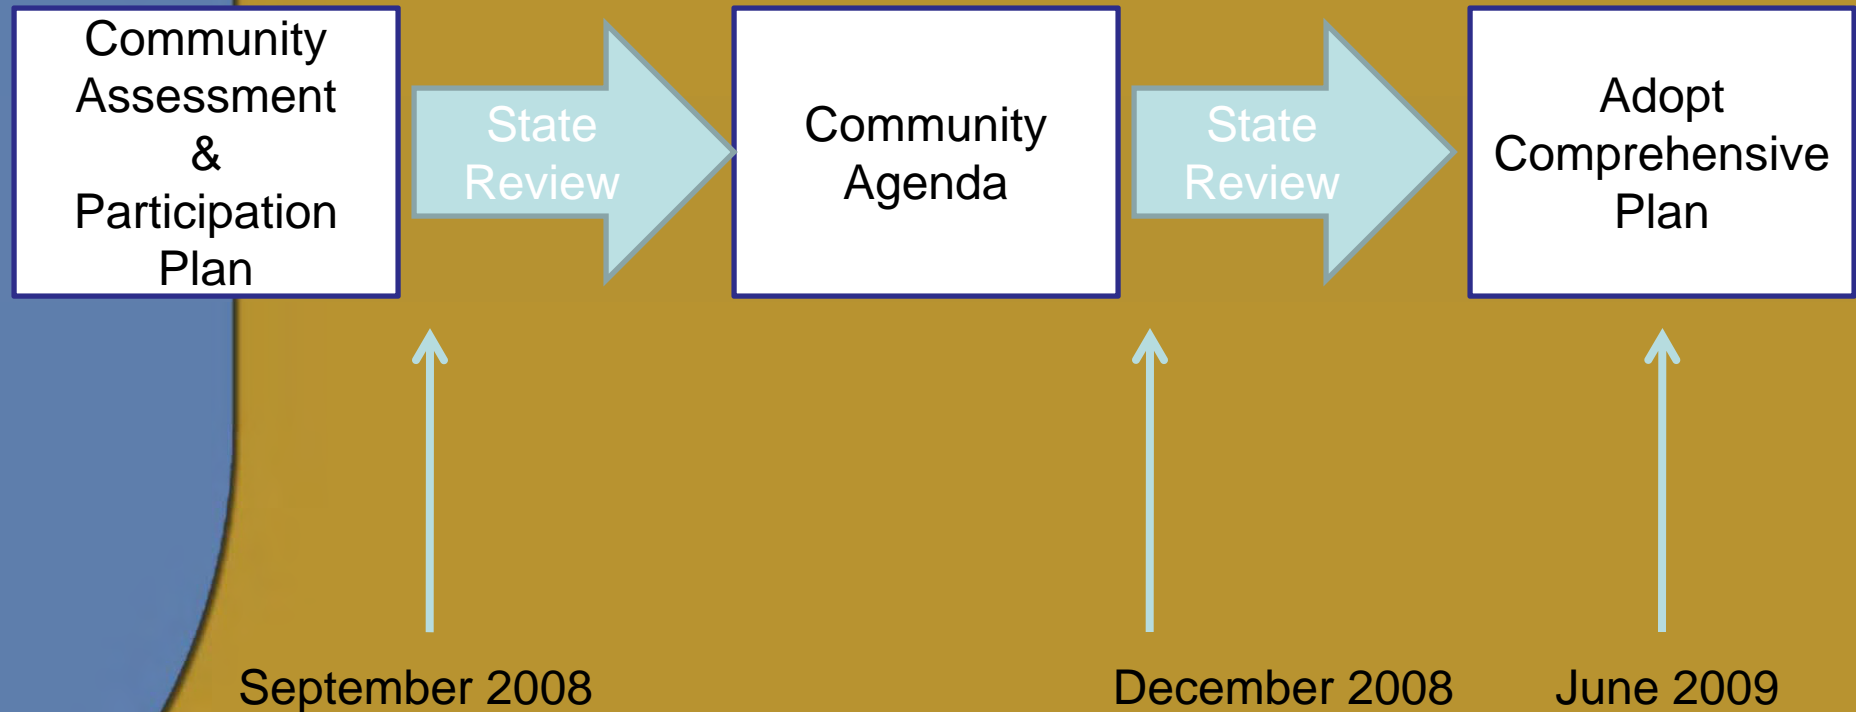 Community
Assessment
&
Participation
Plan
State
Review
Community
Agenda
State
Review
Adopt
Comprehensive
Plan
September 2008
December 2008
June 2009